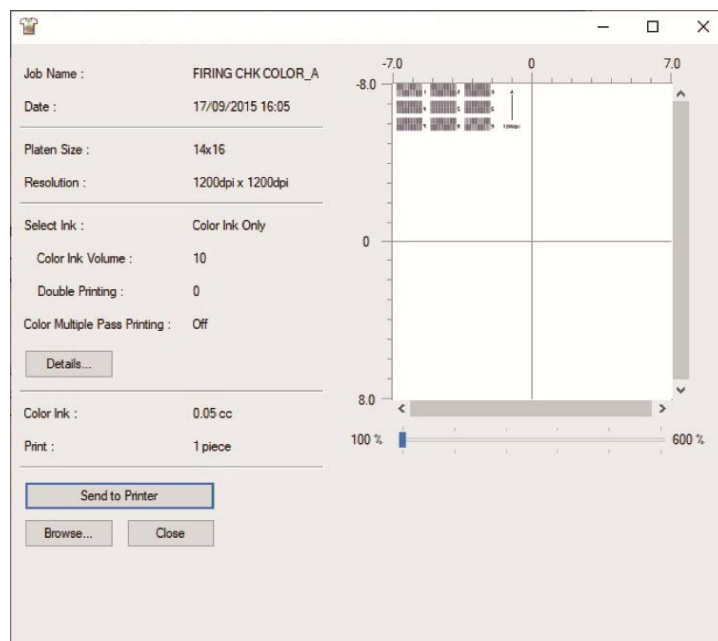 Job Name : FIRING CHK COLOR_A
Date : 17/09/2015 16:05
Platen Size : 14x16
Resolution : 1200dpi x 1200dpi
Select Ink : Color Ink Only
Color Ink Volume : 10
Double Printing : 0
Color Multiple Pass Printing : Off
Details...
Color Ink : 0.05 cc
Print : 1 piece
Send to Printer
Browse... Close
-7.0 0 7.0
-8.0
1200dpi
0
8.0
100 % 600 %